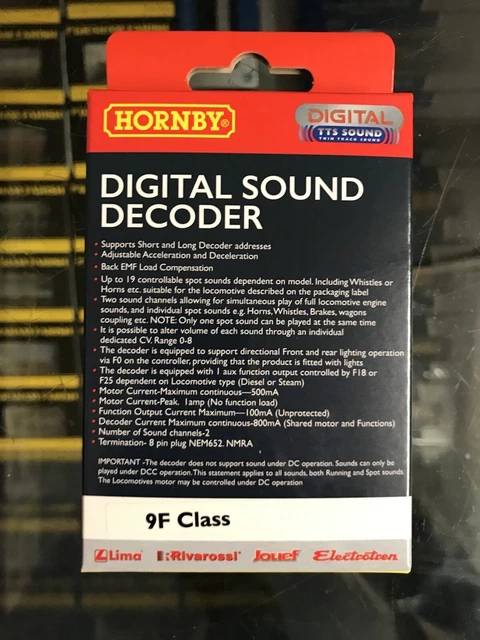 HORNBY®
DIGITAL
TTS SOUND
TWIN TRACK SOUND
DIGITAL SOUND
DECODER
• Supports Short and Long Decoder addresses
• Adjustable Acceleration and Deceleration
• Back EMF Load Compensation
• Up to 19 controllable spot sounds dependent on model. Including Whistles or
Horns etc. suitable for the locomotive described on the packaging label
• Two sound channels allowing for simultaneous play of full locomotive engine
sounds, and individual spot sounds e.g. Horns, Whistles, Brakes, wagons
coupling etc. NOTE: Only one spot sound can be played at the same time
• It is possible to alter volume of each sound through an individual
dedicated CV. Range 0-8
• The decoder is equipped to support directional Front and rear lighting operation
via F0 on the controller, providing that the product is fitted with lights
• The decoder is equipped with 1 aux function output controlled by F18 or
F25 dependent on Locomotive type (Diesel or Steam)
• Motor Current-Maximum continuous—500mA
• Motor Current-Peak. 1amp (No function load)
• Function Output Current Maximum—100mA (Unprotected)
• Decoder Current Maximum continuous-800mA (Shared motor and Functions)
• Number of Sound channels-2
• Termination- 8 pin plug NEM652. NMRA
IMPORTANT -The decoder does not support sound under DC operation. Sounds can only be
played under DCC operation. This statement applies to all sounds, both Running and Spot sounds.
The Locomotives motor may be controlled under DC operation
9F Class
Lima Rivarossi Jouef Electrotren